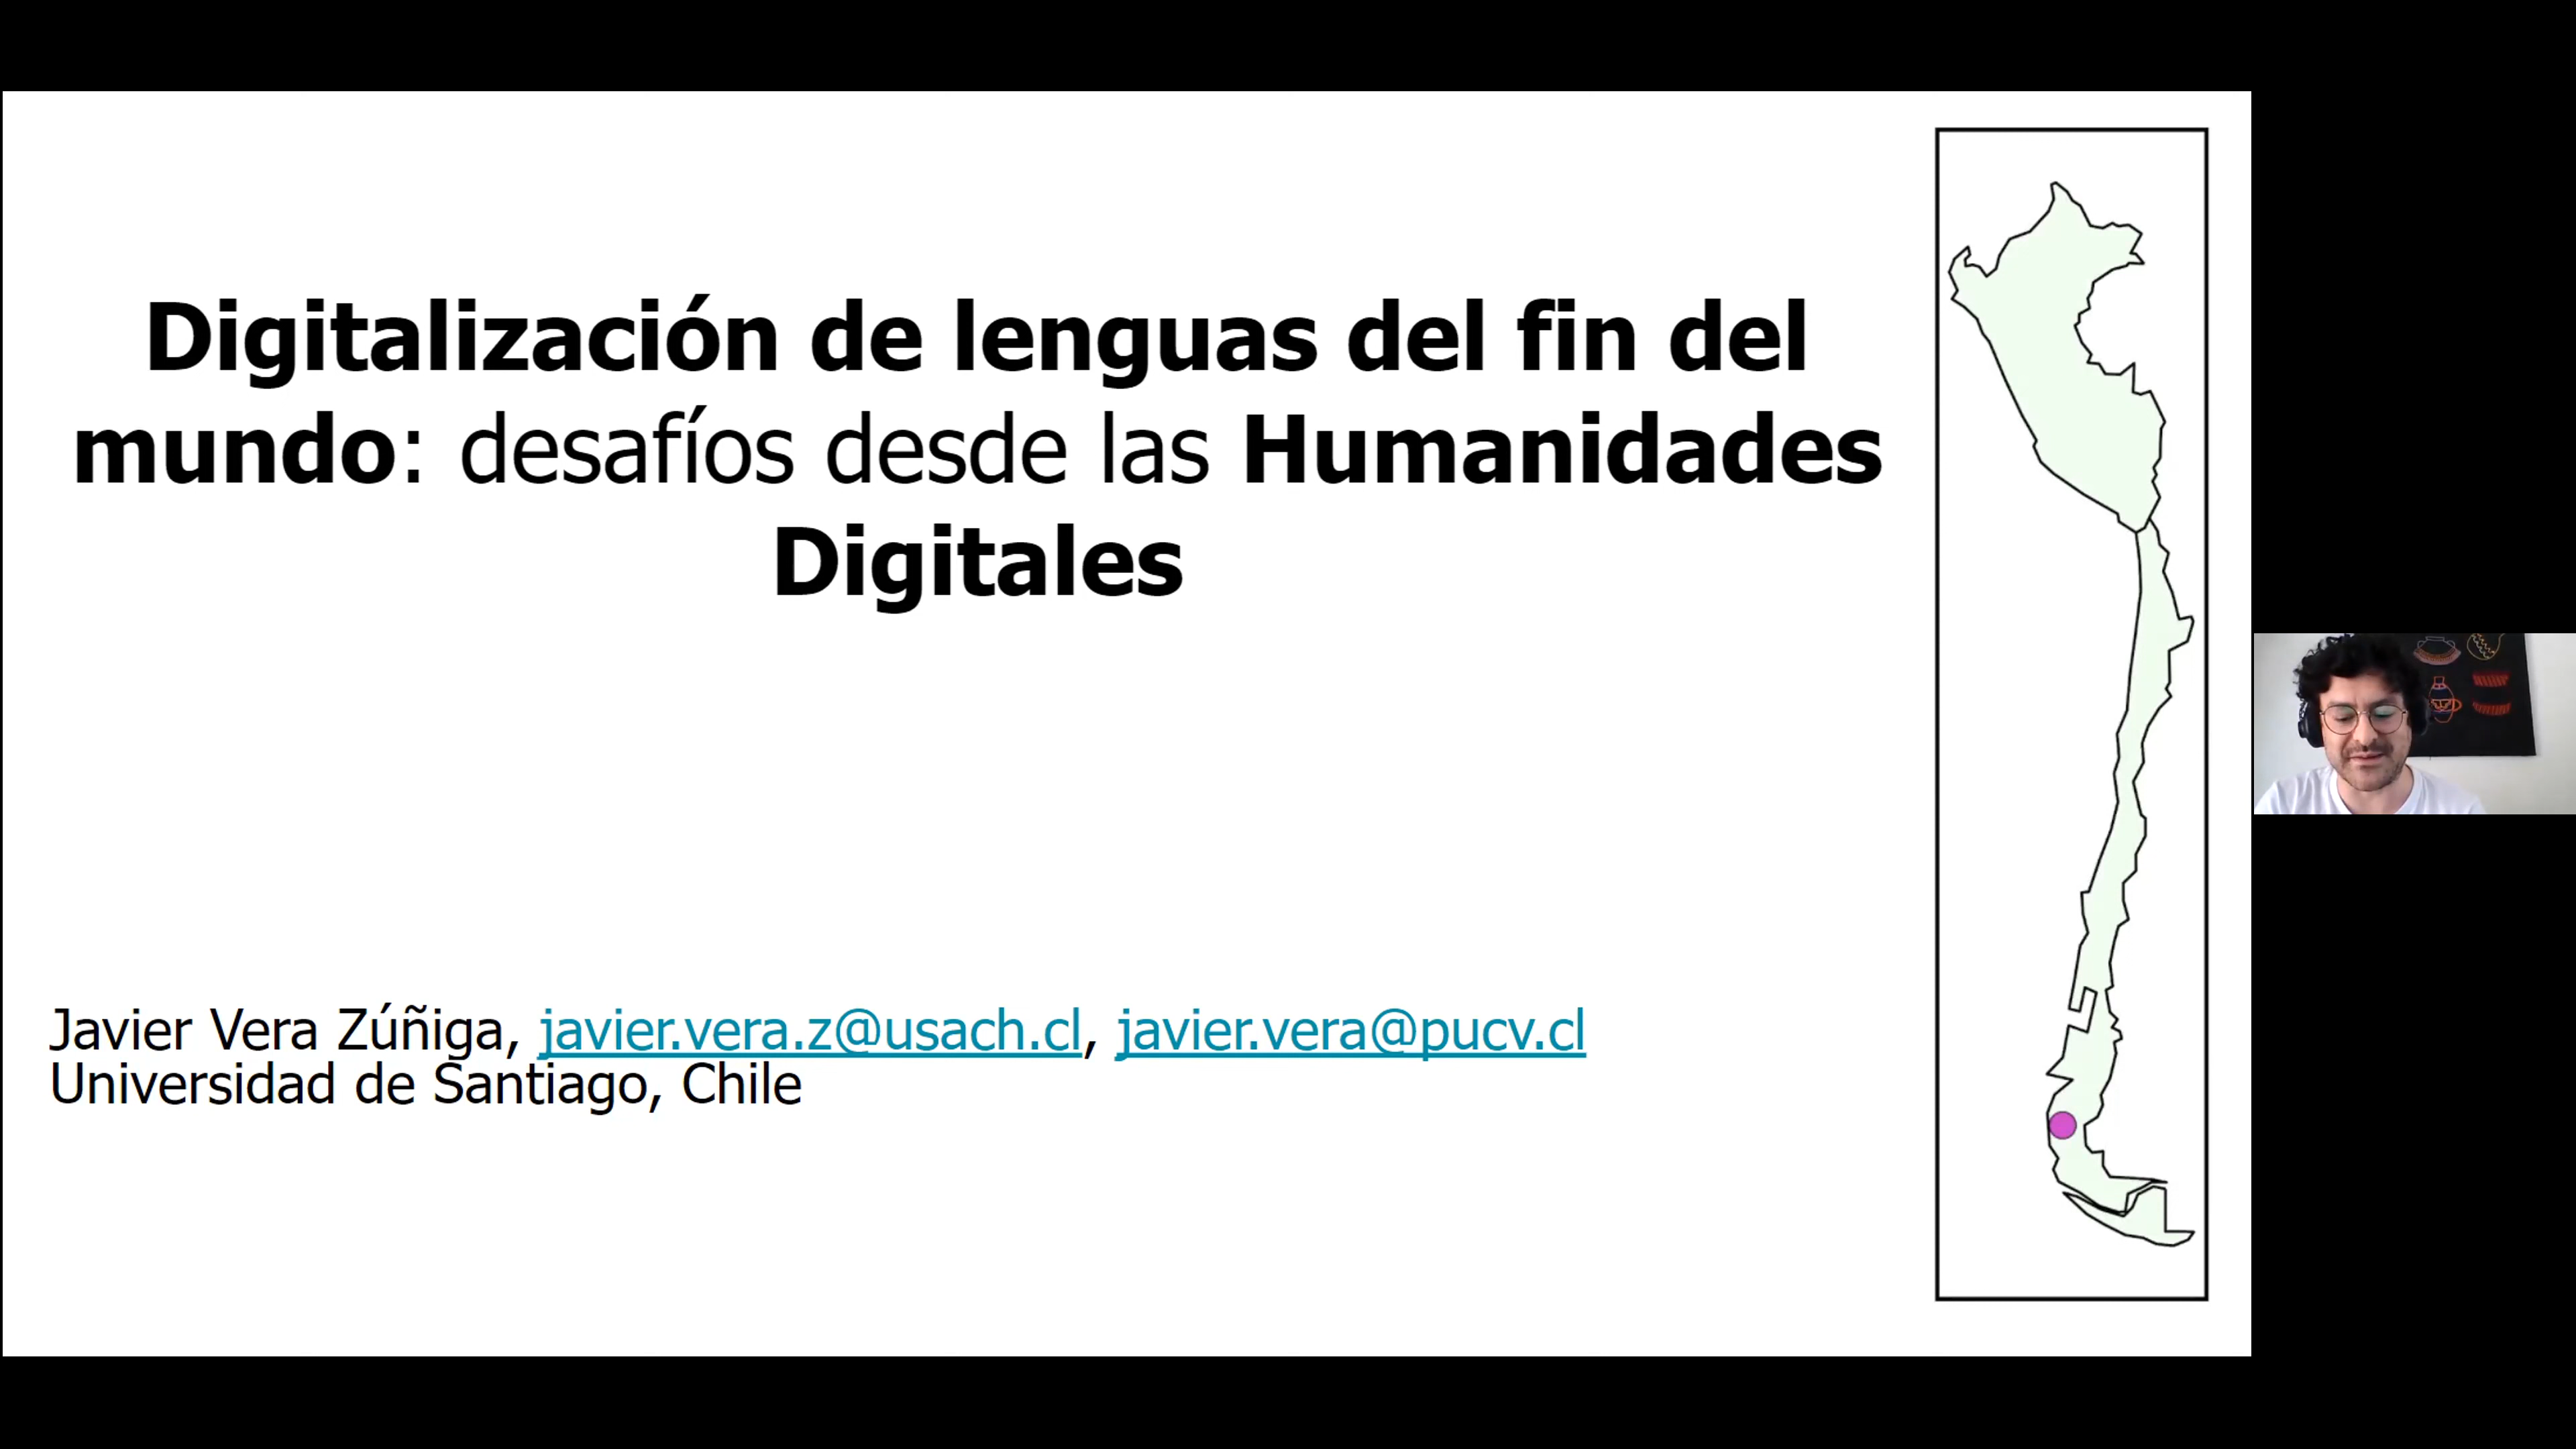 Digitalización de lenguas del fin del
mundo: desafíos desde las Humanidades
Digitales
Javier Vera Zúñiga, javier.vera.z@usach.cl, javier.vera@pucv.cl
Universidad de Santiago, Chile